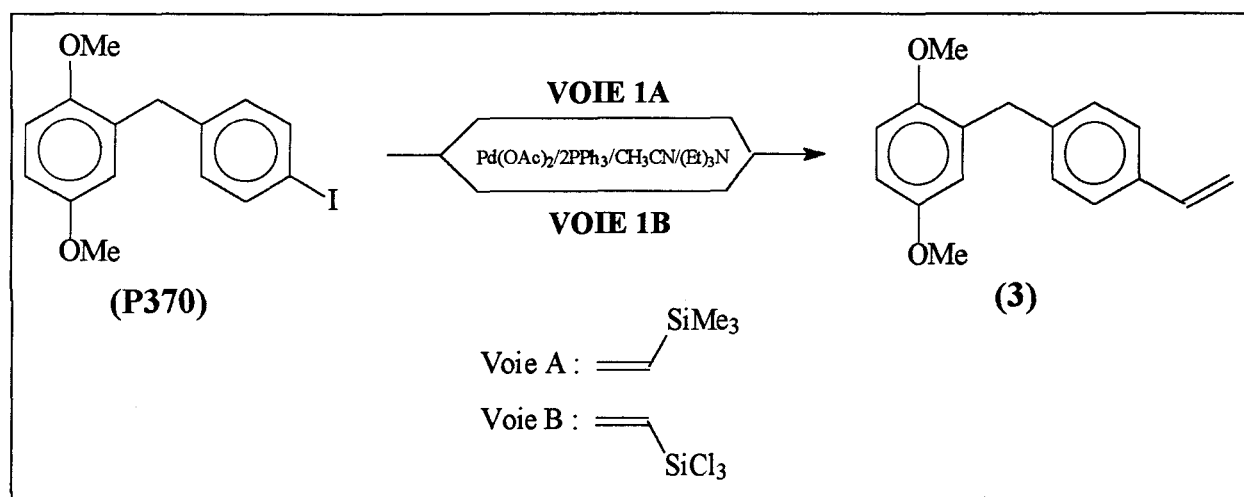 OMe
OMe
I
(P370)
VOIE 1A
Pd(OAc)₂/2PPh₃/CH₃CN/(Et)₃N
VOIE 1B
OMe
OMe
(3)
SiMe₃
Voie A :
Voie B :
SiCl₃